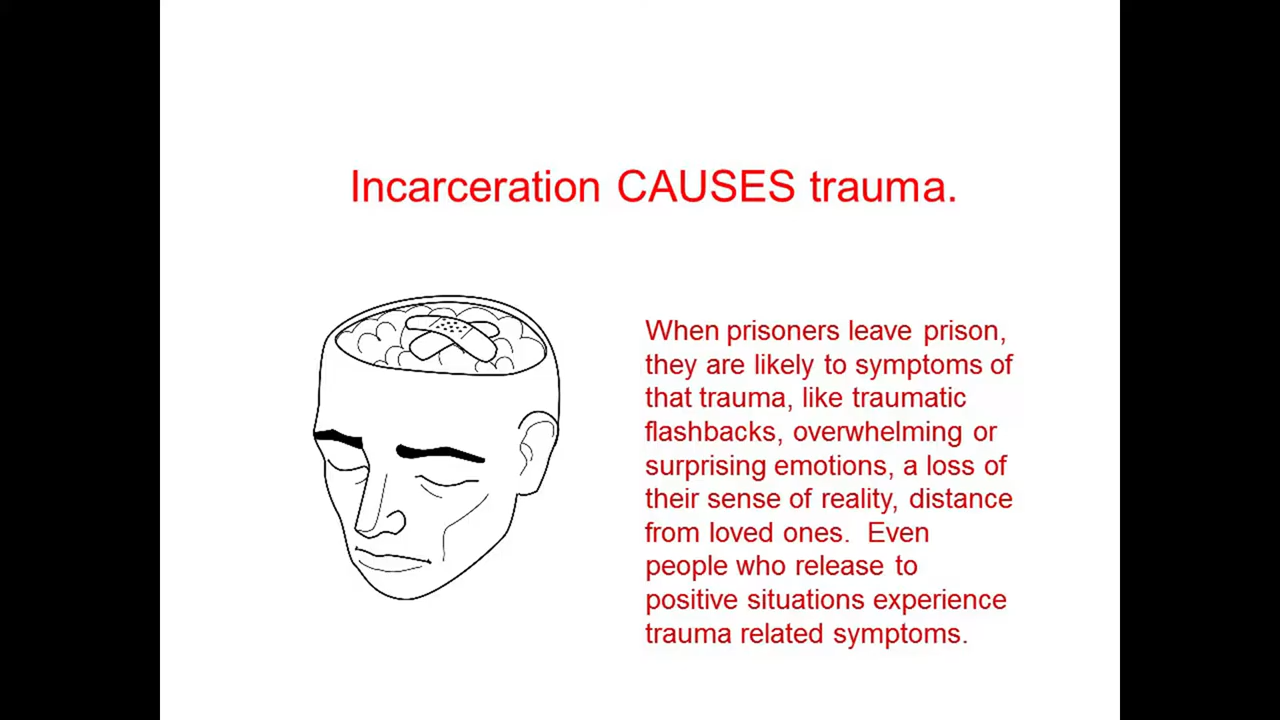 Incarceration CAUSES trauma.
When prisoners leave prison,
they are likely to symptoms of
that trauma, like traumatic
flashbacks, overwhelming or
surprising emotions, a loss of
their sense of reality, distance
from loved ones.  Even
people who release to
positive situations experience
trauma related symptoms.